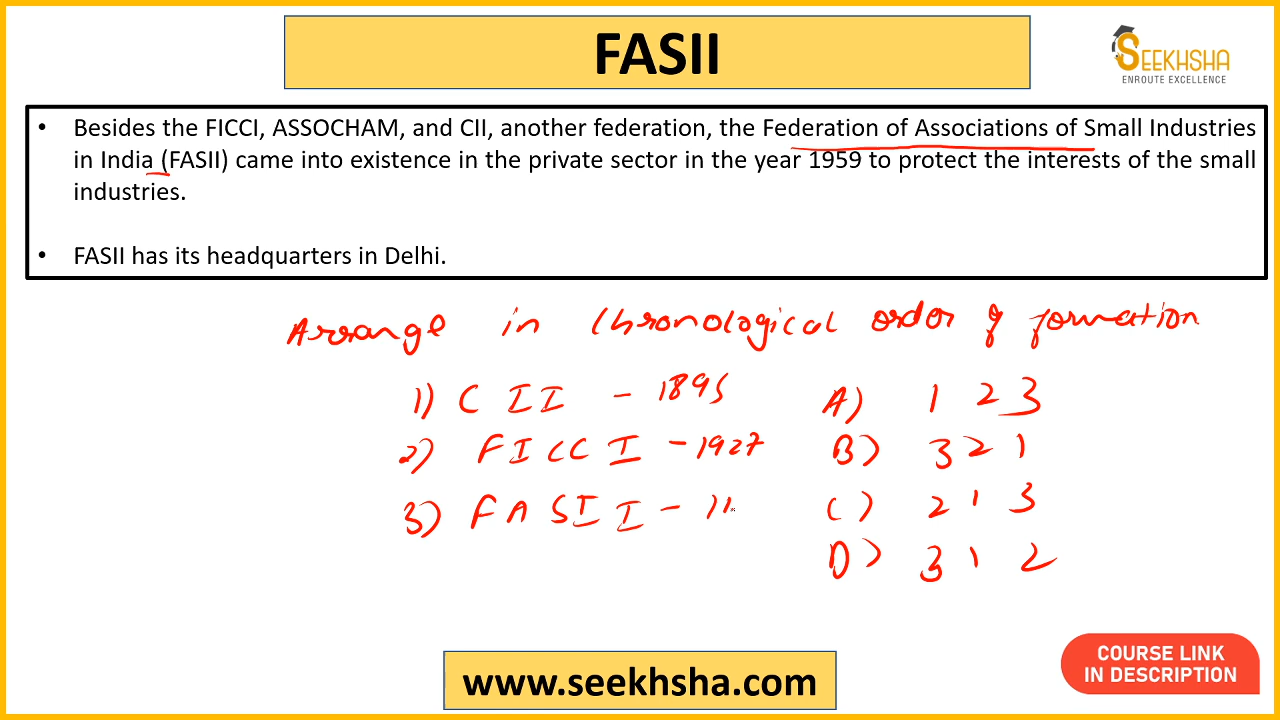 FASII
SEEKHSHA
ENROUTE EXCELLENCE
• Besides the FICCI, ASSOCHAM, and CII, another federation, the Federation of Associations of Small Industries
in India (FASII) came into existence in the private sector in the year 1959 to protect the interests of the small
industries.
• FASII has its headquarters in Delhi.
Arrange in Chronological order of formation
1) CII - 1895
2) FICCI - 1927
3) FASII - 1
A) 1 2 3
B) 3 2 1
C) 2 1 3
D) 3 1 2
COURSE LINK
IN DESCRIPTION
www.seekhsha.com